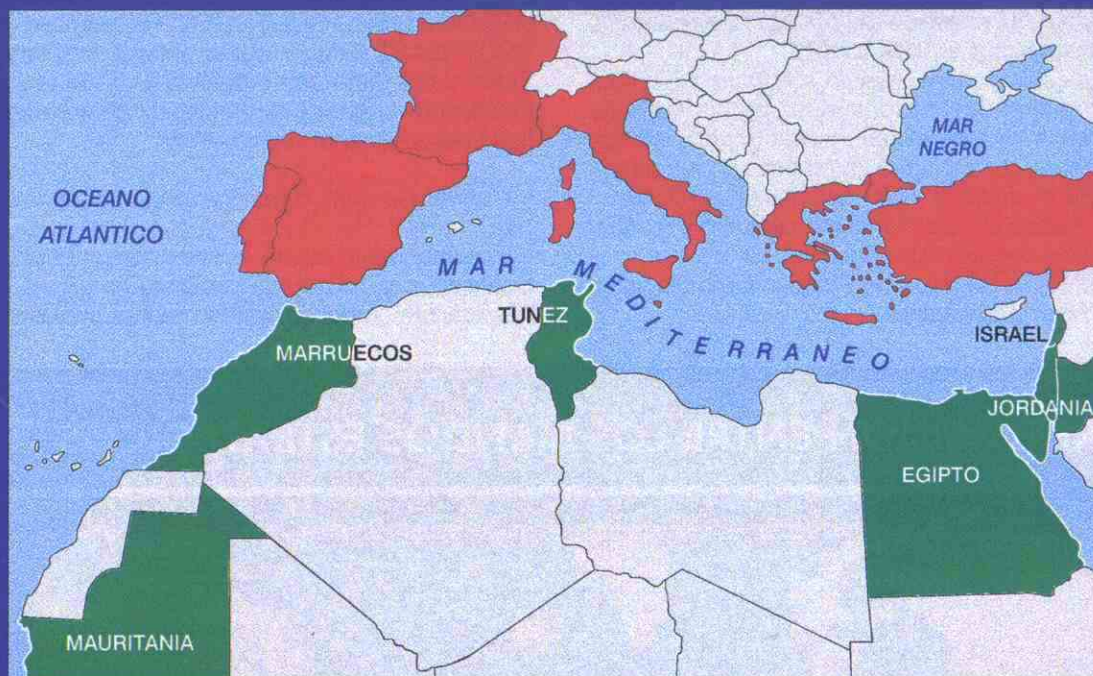 MAR
NEGRO
OCEANO
ATLANTICO
MAR MEDITERRANEO
TUNEZ
ISRAEL
MARRUECOS
JORDANIA
EGIPTO
MAURITANIA